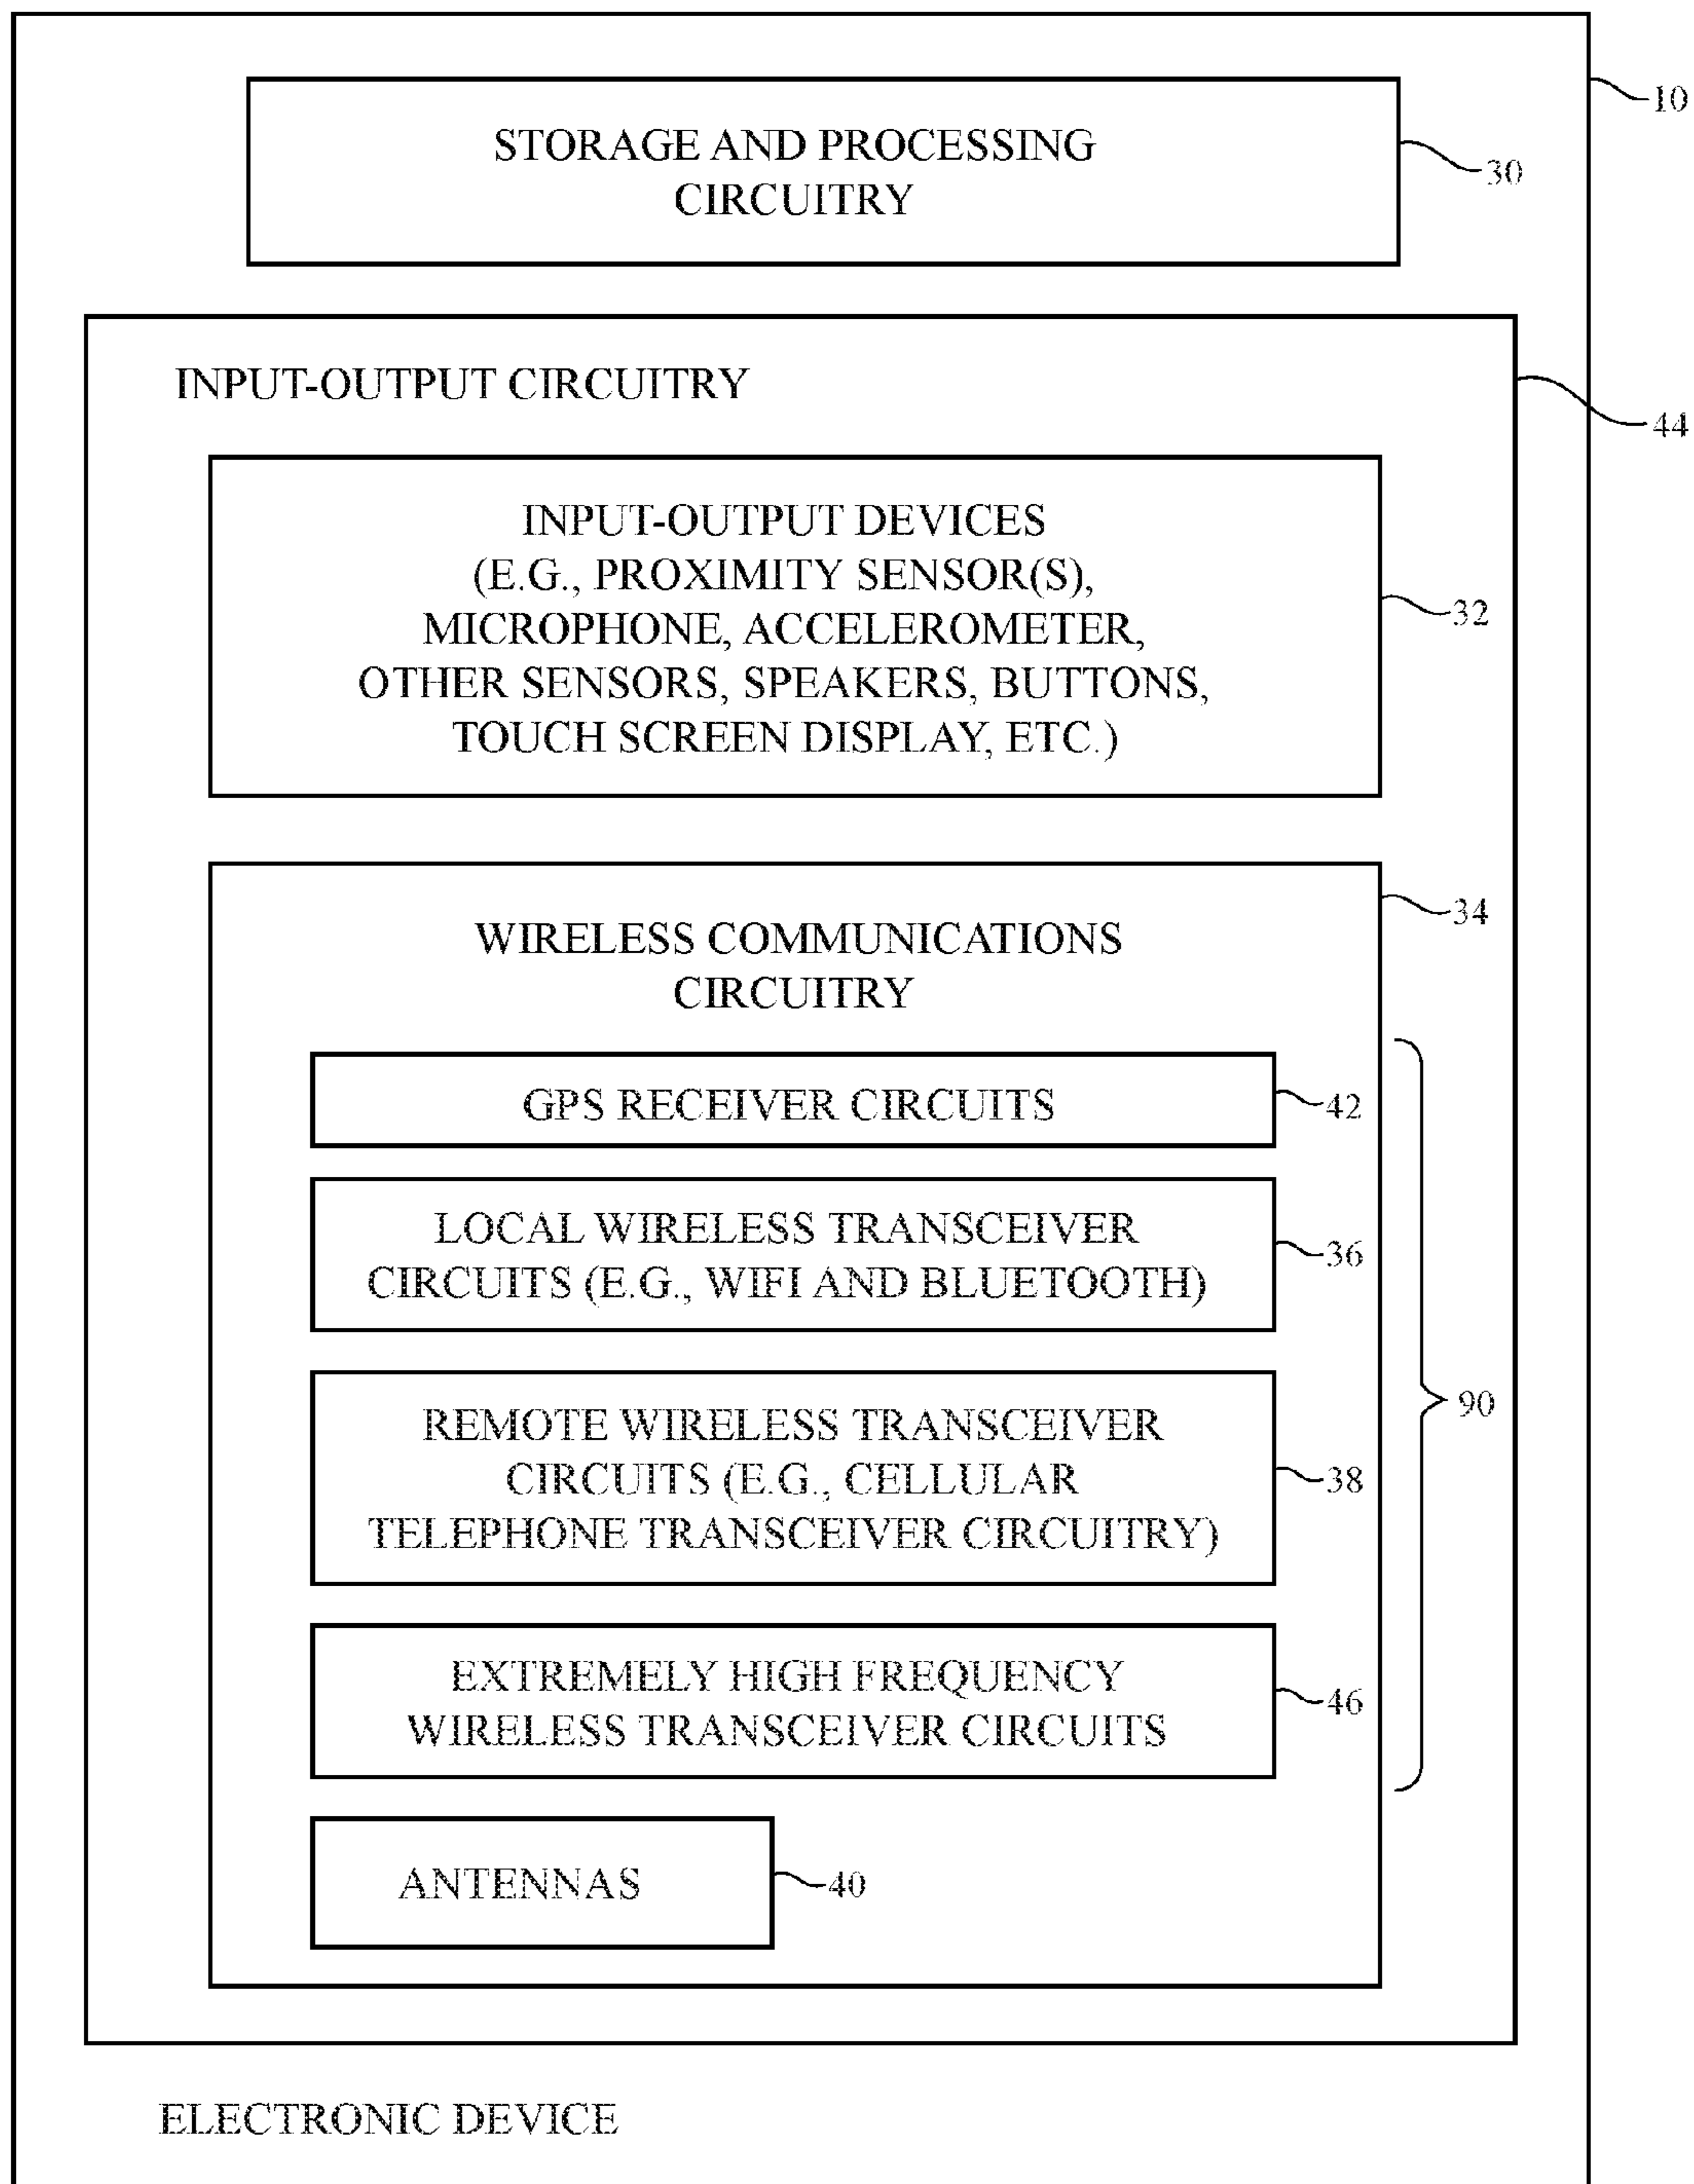 10
STORAGE AND PROCESSING
CIRCUITRY
30
INPUT-OUTPUT CIRCUITRY
44
INPUT-OUTPUT DEVICES
(E.G., PROXIMITY SENSOR(S),
MICROPHONE, ACCELEROMETER,
OTHER SENSORS, SPEAKERS, BUTTONS,
TOUCH SCREEN DISPLAY, ETC.)
32
34
WIRELESS COMMUNICATIONS
CIRCUITRY
GPS RECEIVER CIRCUITS
42
LOCAL WIRELESS TRANSCEIVER
CIRCUITS (E.G., WIFI AND BLUETOOTH)
36
90
REMOTE WIRELESS TRANSCEIVER
CIRCUITS (E.G., CELLULAR
TELEPHONE TRANSCEIVER CIRCUITRY)
38
EXTREMELY HIGH FREQUENCY
WIRELESS TRANSCEIVER CIRCUITS
46
ANTENNAS
40
ELECTRONIC DEVICE